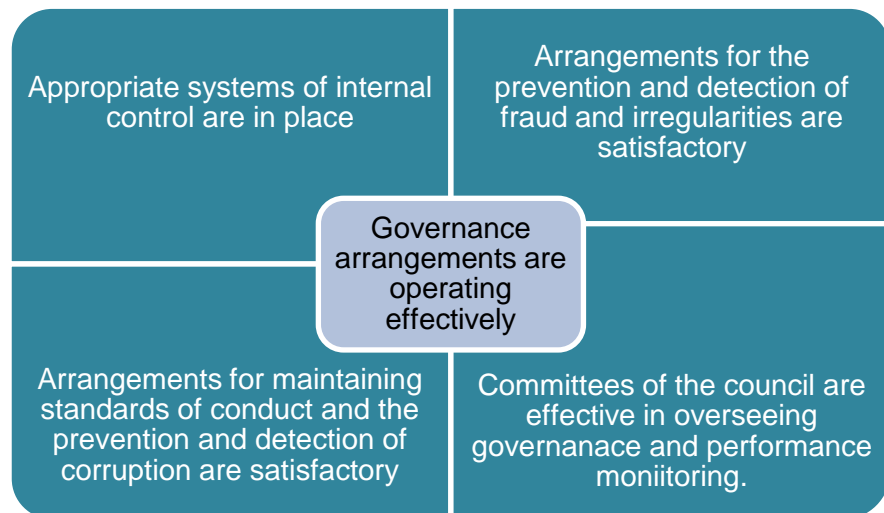 Appropriate systems of internal
control are in place
Arrangements for the
prevention and detection of
fraud and irregularities are
satisfactory
Governance
arrangements are
operating
effectively
Arrangements for maintaining
standards of conduct and the
prevention and detection of
corruption are satisfactory
Committees of the council are
effective in overseeing
governanace and performance
moniitoring.